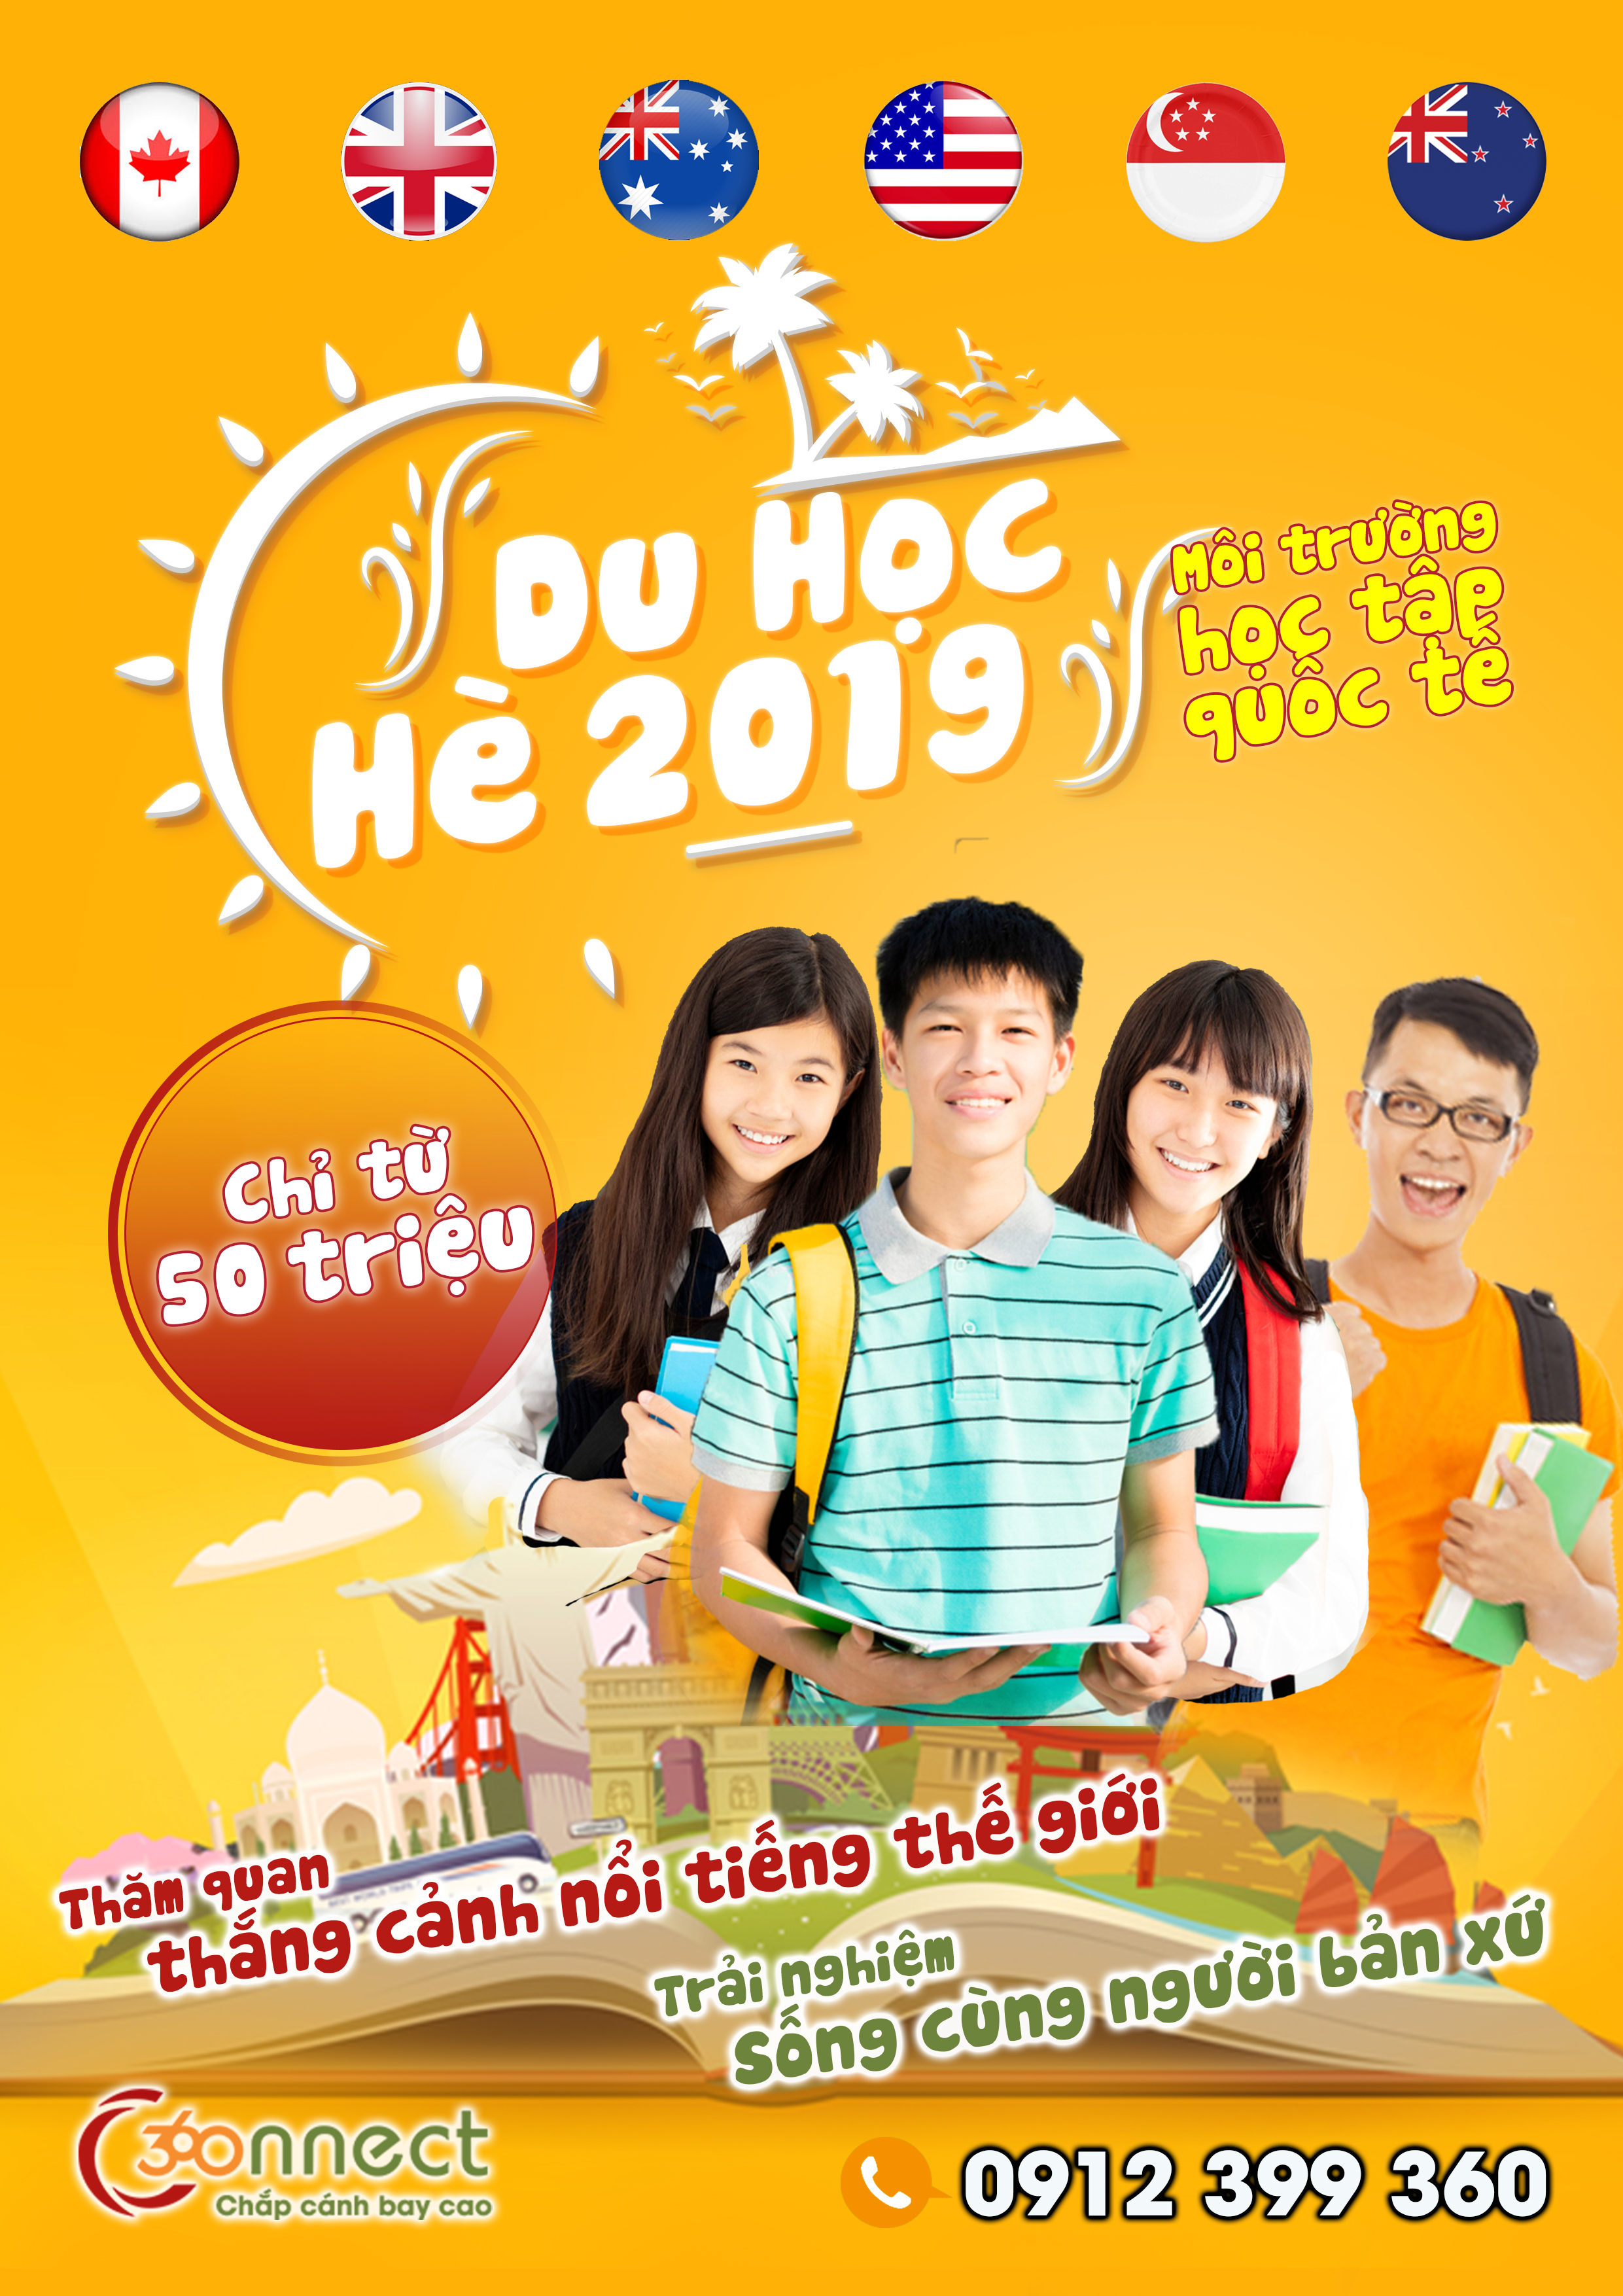 Du Học
Hè 2019
Môi trường
học tập
quốc tế
Chỉ từ
50 triệu
Thăm quan
thắng cảnh nổi tiếng thế giới
Trải nghiệm
sống cùng người bản xứ
C360nnect
Chắp cánh bay cao
0912 399 360